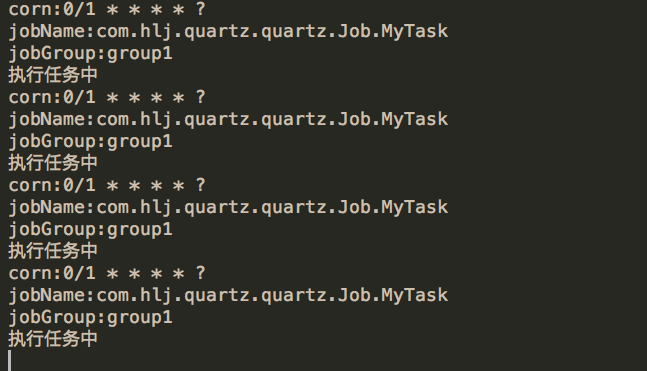 corn:0/1 * * * * ?
jobName:com.hlj.quartz.quartz.Job.MyTask
jobGroup:group1
执行任务中
corn:0/1 * * * * ?
jobName:com.hlj.quartz.quartz.Job.MyTask
jobGroup:group1
执行任务中
corn:0/1 * * * * ?
jobName:com.hlj.quartz.quartz.Job.MyTask
jobGroup:group1
执行任务中
corn:0/1 * * * * ?
jobName:com.hlj.quartz.quartz.Job.MyTask
jobGroup:group1
执行任务中